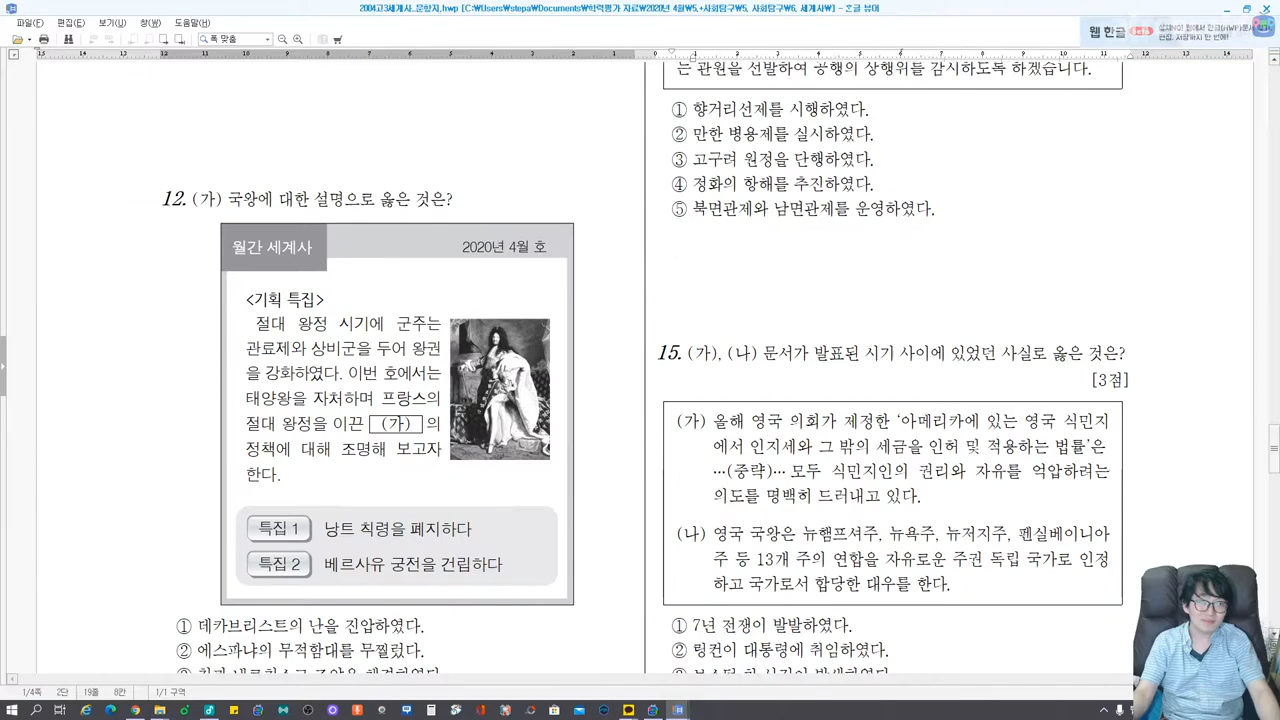 2004고3세계사_문항지.hwp [C:\Users\stepa\Documents\학력평가 자료\2020년 4월\5.+사회탐구\5. 사회탐구\6. 세계사\] - 흔글 뷰어
파일(F) 편집(E) 보기(U) 창(W) 도움말(H)
폭 맞춤
웹 한글 Beta
12. (가) 국왕에 대한 설명으로 옳은 것은?
월간 세계사
2020년 4월 호
<기획 특집>
절대 왕정 시기에 군주는
관료제와 상비군을 두어 왕권
을 강화하였다. 이번 호에서는
태양왕을 자처하며 프랑스의
절대 왕정을 이끈 (가) 의
정책에 대해 조명해 보고자
한다.
특집 1 낭트 칙령을 폐지하다
특집 2 베르사유 궁전을 건립하다
① 데카브리스트의 난을 진압하였다.
② 에스파냐의 무적함대를 무찔렀다.
는 관원을 선발하여 공행의 상행위를 감시하도록 하겠습니다.
① 향거리선제를 시행하였다.
② 만한 병용제를 실시하였다.
③ 고구려 원정을 단행하였다.
④ 정화의 항해를 추진하였다.
⑤ 북면관제와 남면관제를 운영하였다.
15. (가), (나) 문서가 발표된 시기 사이에 있었던 사실로 옳은 것은?
[3점]
(가) 올해 영국 의회가 제정한 ‘아메리카에 있는 영국 식민지
에서 인지세와 그 밖의 세금을 인허 및 적용하는 법률’은
…(중략)… 모두 식민지인의 권리와 자유를 억압하려는
의도를 명백히 드러내고 있다.
(나) 영국 국왕은 뉴햄프셔주, 뉴욕주, 뉴저지주, 펜실베이니아
주 등 13개 주의 연합을 자유로운 주권 독립 국가로 인정
하고 국가로서 합당한 대우를 한다.
① 7년 전쟁이 발발하였다.
② 링컨이 대통령에 취임하였다.
1/4쪽 2단 19줄 8칸 1/1 구역